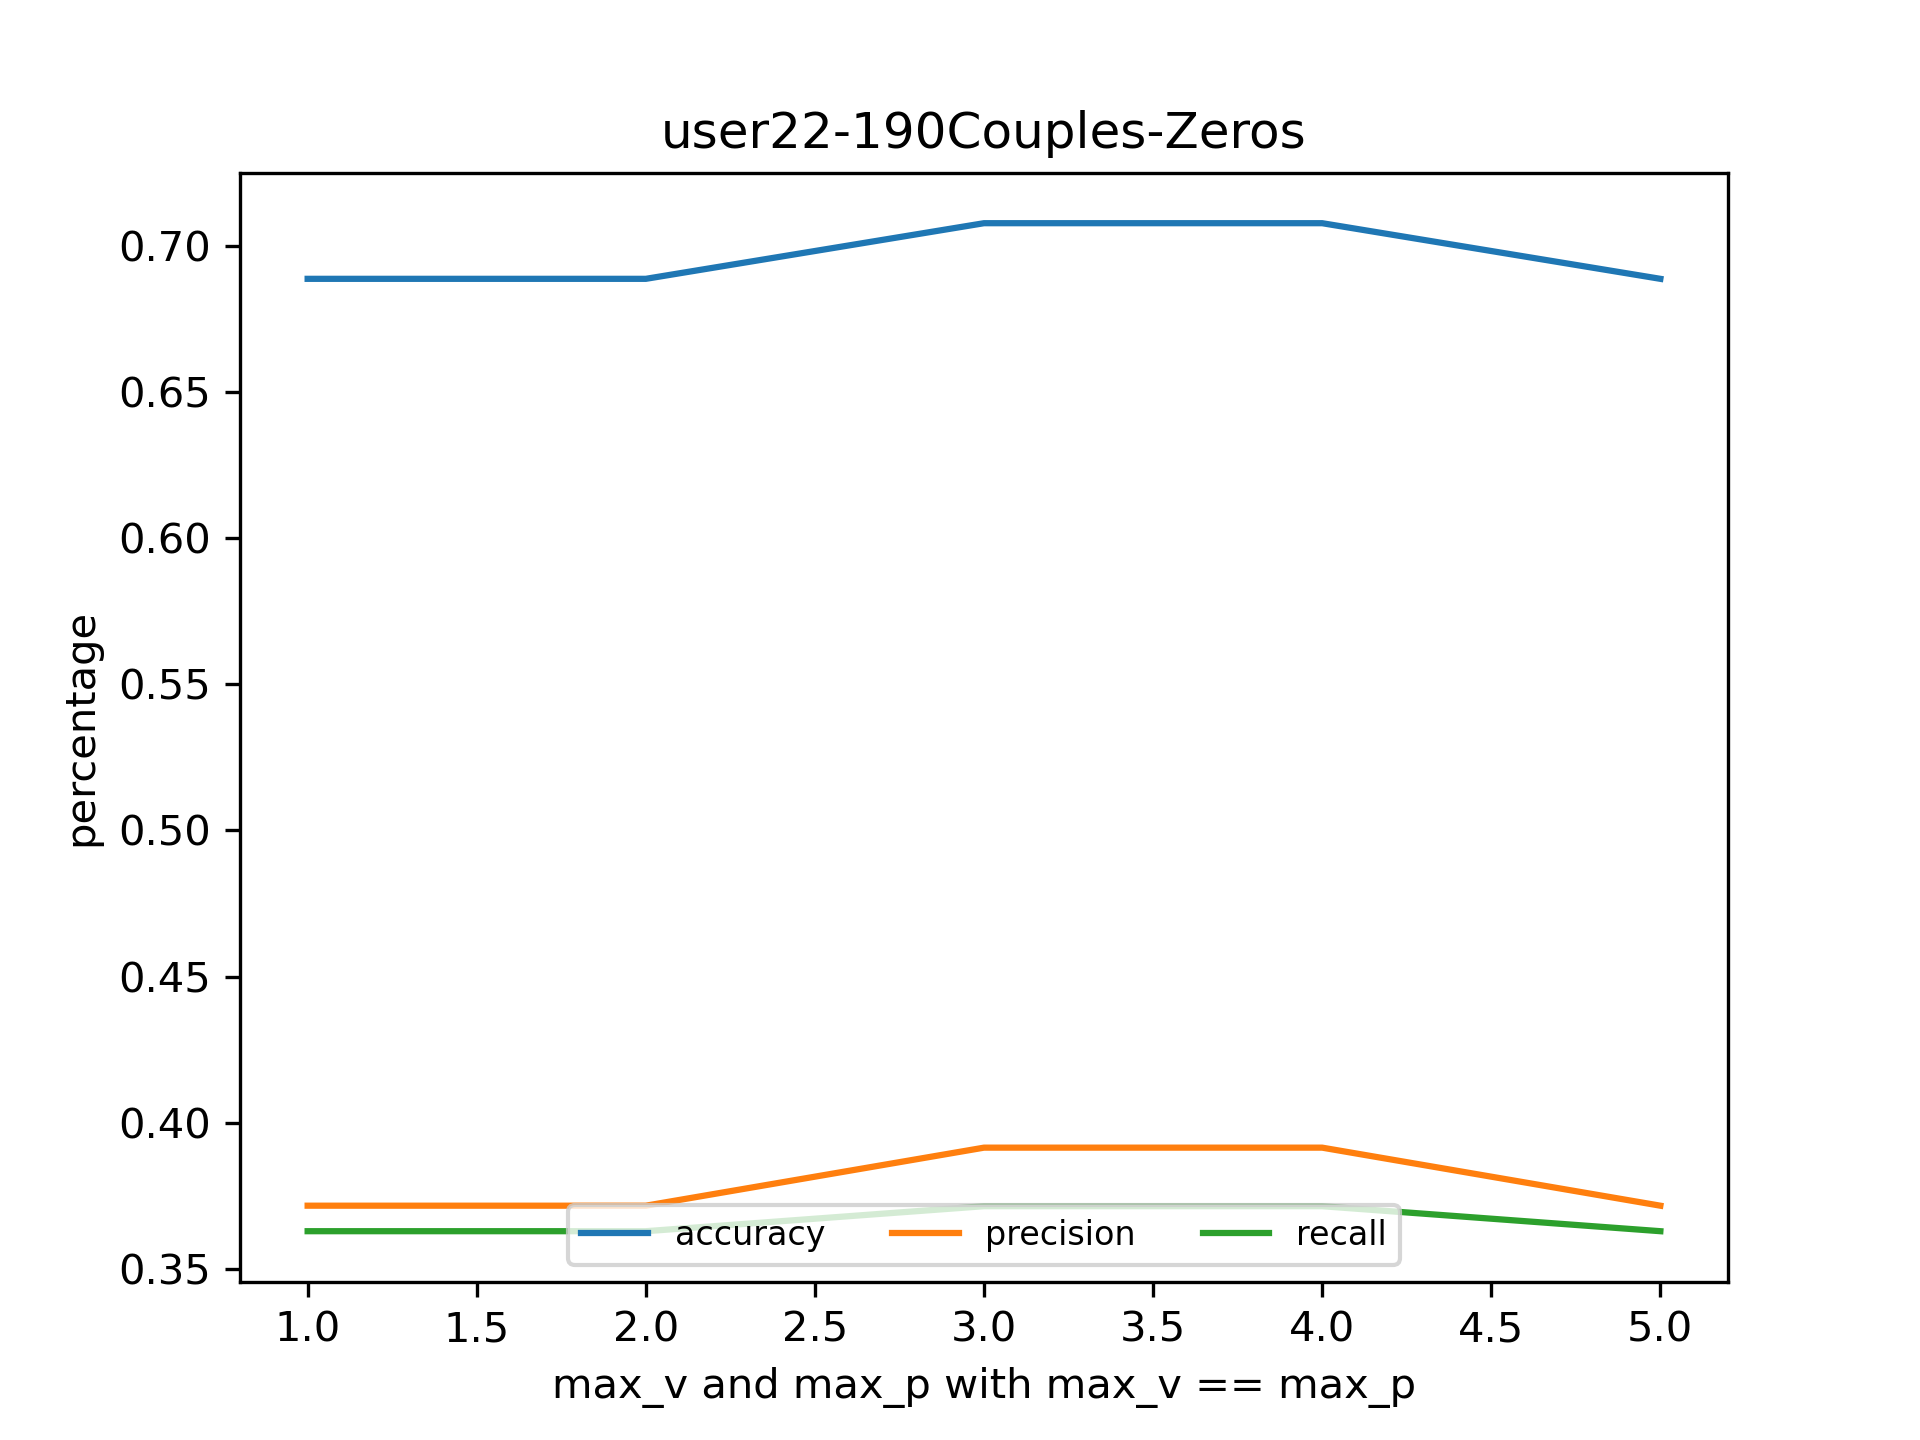 user22-190Couples-Zeros
percentage
0.70
0.65
0.60
0.55
0.50
0.45
0.40
0.35
accuracy precision recall
1.0 1.5 2.0 2.5 3.0 3.5 4.0 4.5 5.0
max_v and max_p with max_v == max_p